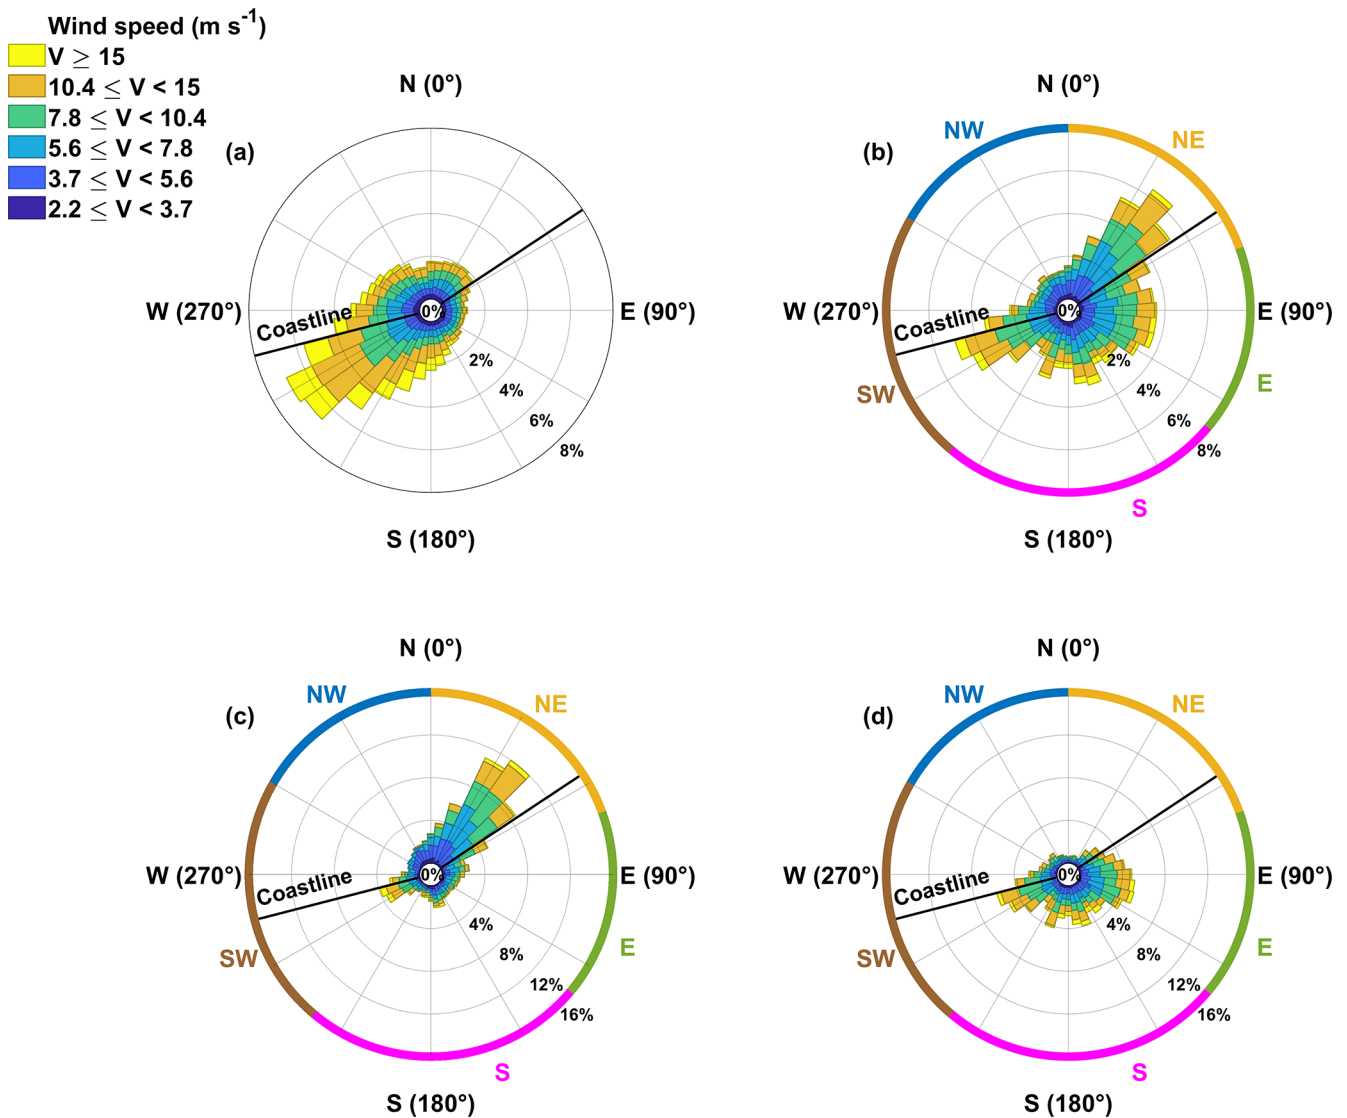 Wind speed (m s-1)
V ≥ 15
10.4 ≤ V < 15
7.8 ≤ V < 10.4
5.6 ≤ V < 7.8
3.7 ≤ V < 5.6
2.2 ≤ V < 3.7
(a)
N (0°)
W (270°)
Coastline
0%
E (90°)
2%
4%
6%
8%
S (180°)
(b)
N (0°)
NW
NE
W (270°)
Coastline
0%
E (90°)
2%
4%
6%
8%
SW
E
S
S (180°)
(c)
N (0°)
NW
NE
W (270°)
Coastline
0%
E (90°)
4%
8%
12%
16%
SW
E
S
S (180°)
(d)
N (0°)
NW
NE
W (270°)
Coastline
0%
E (90°)
4%
8%
12%
16%
SW
E
S
S (180°)